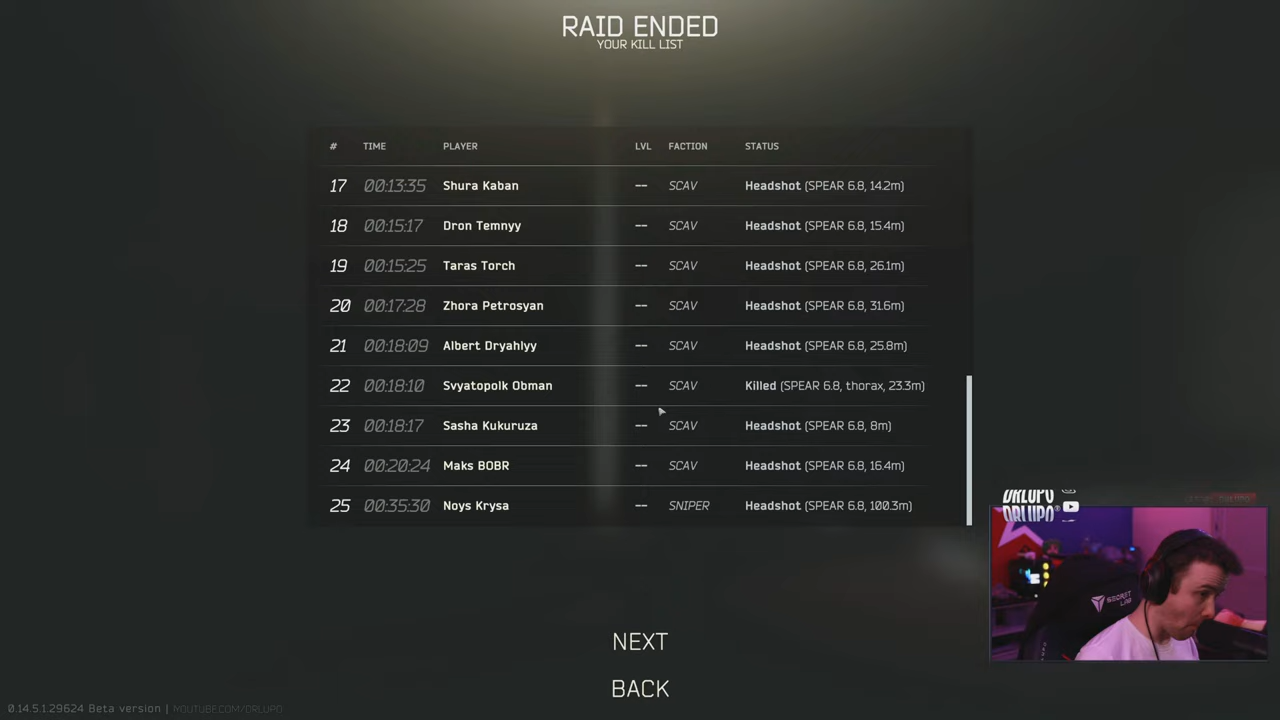 RAID ENDED
YOUR KILL LIST
# TIME PLAYER LVL FACTION STATUS
17 00:13:35 Shura Kaban -- SCAV Headshot (SPEAR 6.8, 14.2m)
18 00:15:17 Dron Temnyy -- SCAV Headshot (SPEAR 6.8, 15.4m)
19 00:15:25 Taras Torch -- SCAV Headshot (SPEAR 6.8, 26.1m)
20 00:17:28 Zhora Petrosyan -- SCAV Headshot (SPEAR 6.8, 31.6m)
21 00:18:09 Albert Dryahlyy -- SCAV Headshot (SPEAR 6.8, 25.8m)
22 00:18:10 Svyatopolk Obman -- SCAV Killed (SPEAR 6.8, thorax, 23.3m)
23 00:18:17 Sasha Kukuruza -- SCAV Headshot (SPEAR 6.8, 8m)
24 00:20:24 Maks BOBR -- SCAV Headshot (SPEAR 6.8, 16.4m)
25 00:35:30 Noys Krysa -- SNIPER Headshot (SPEAR 6.8, 100.3m)
DRLUPO
DRLUPO
SECRET LAB
NEXT
BACK
0.14.5.1.29624 Beta version | YOUTUBE.COM/DRLUPO